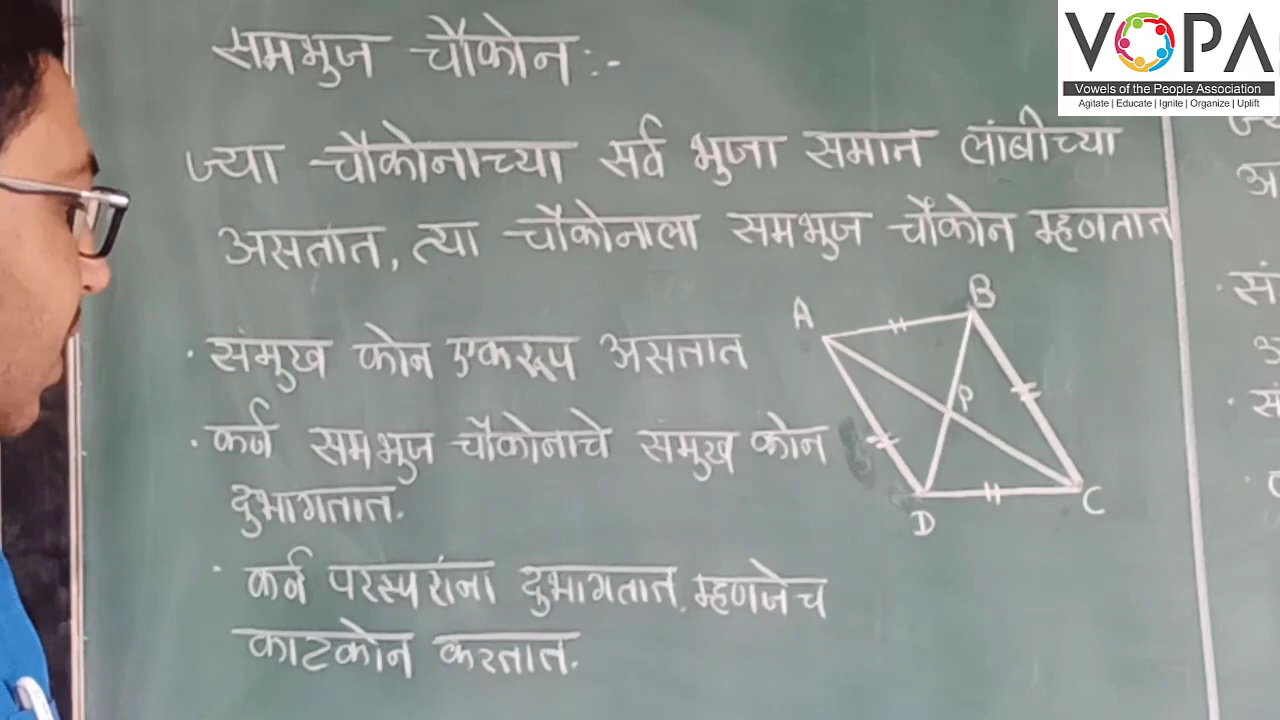 समभुज चौकोन :-
ज्या चौकोनाच्या सर्व भुजा समान लांबीच्या
असतात, त्या चौकोनाला समभुज चौकोन म्हणतात
· संमुख कोन एकरूप असतात
· कर्ण समभुज चौकोनाचे संमुख कोन
दुभागतात.
· कर्ण परस्परांना दुभागतात, म्हणजेच
काटकोन करतात.
A
B
P
D
C
VOPA
Vowels of the People Association
Agitate | Educate | Ignite | Organize | Uplift